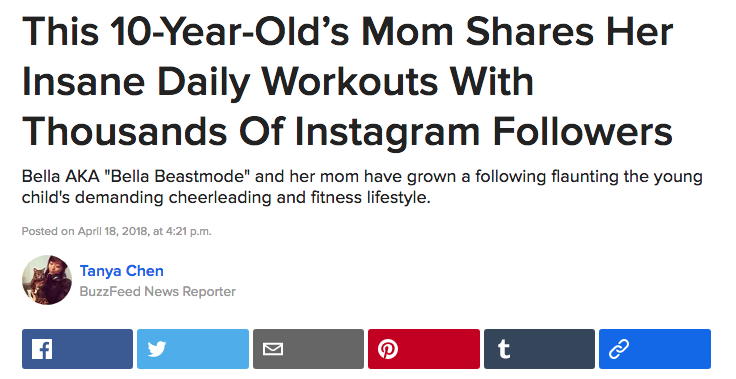 This 10-Year-Old’s Mom Shares Her
Insane Daily Workouts With
Thousands Of Instagram Followers
Bella AKA "Bella Beastmode" and her mom have grown a following flaunting the young
child's demanding cheerleading and fitness lifestyle.
Posted on April 18, 2018, at 4:21 p.m.
Tanya Chen
BuzzFeed News Reporter